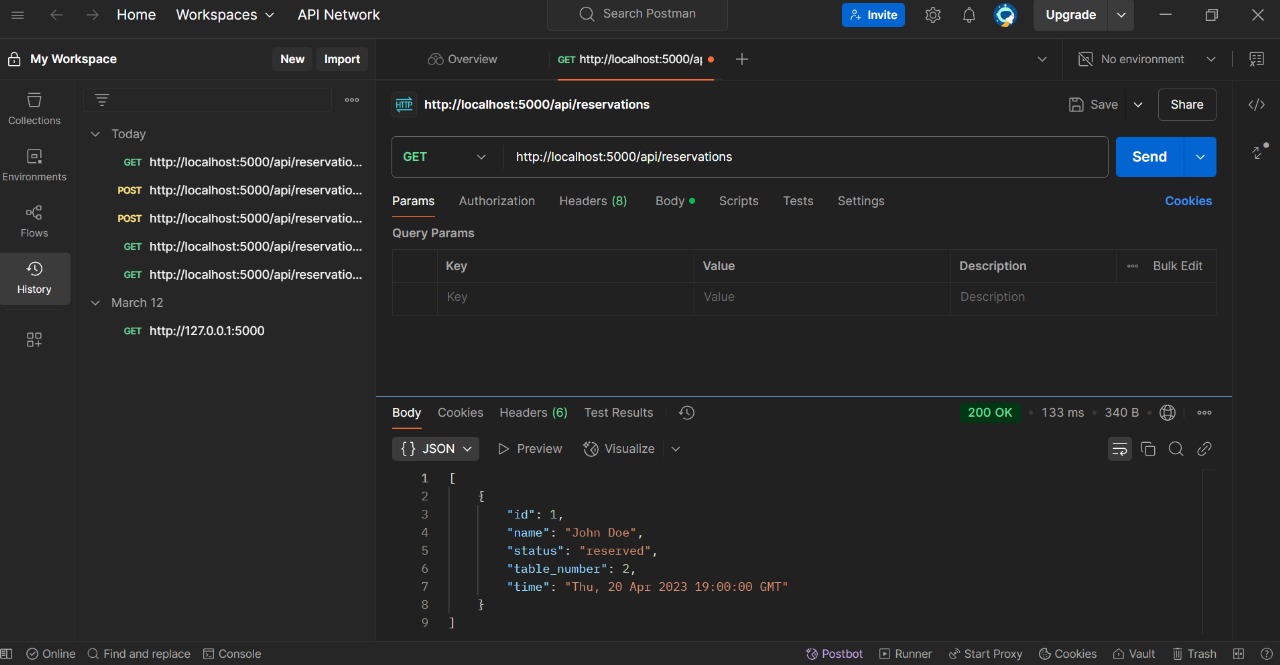 Home Workspaces API Network Search Postman Invite Upgrade
My Workspace New Import Overview GET http://localhost:5000/ap No environment
Collections
Environments
Flows
History
Today
GET http://localhost:5000/api/reservatio...
POST http://localhost:5000/api/reservatio...
POST http://localhost:5000/api/reservatio...
GET http://localhost:5000/api/reservatio...
GET http://localhost:5000/api/reservatio...
March 12
GET http://127.0.0.1:5000
HTTP http://localhost:5000/api/reservations Save Share
GET http://localhost:5000/api/reservations Send
Params Authorization Headers (8) Body Scripts Tests Settings Cookies
Query Params
Key Value Description Bulk Edit
Key Value Description
Body Cookies Headers (6) Test Results 200 OK 133 ms 340 B
{} JSON Preview Visualize
1 [
2 {
3 "id": 1,
4 "name": "John Doe",
5 "status": "reserved",
6 "table_number": 2,
7 "time": "Thu, 20 Apr 2023 19:00:00 GMT"
8 }
9 ]
Online Find and replace Console Postbot Runner Start Proxy Cookies Vault Trash